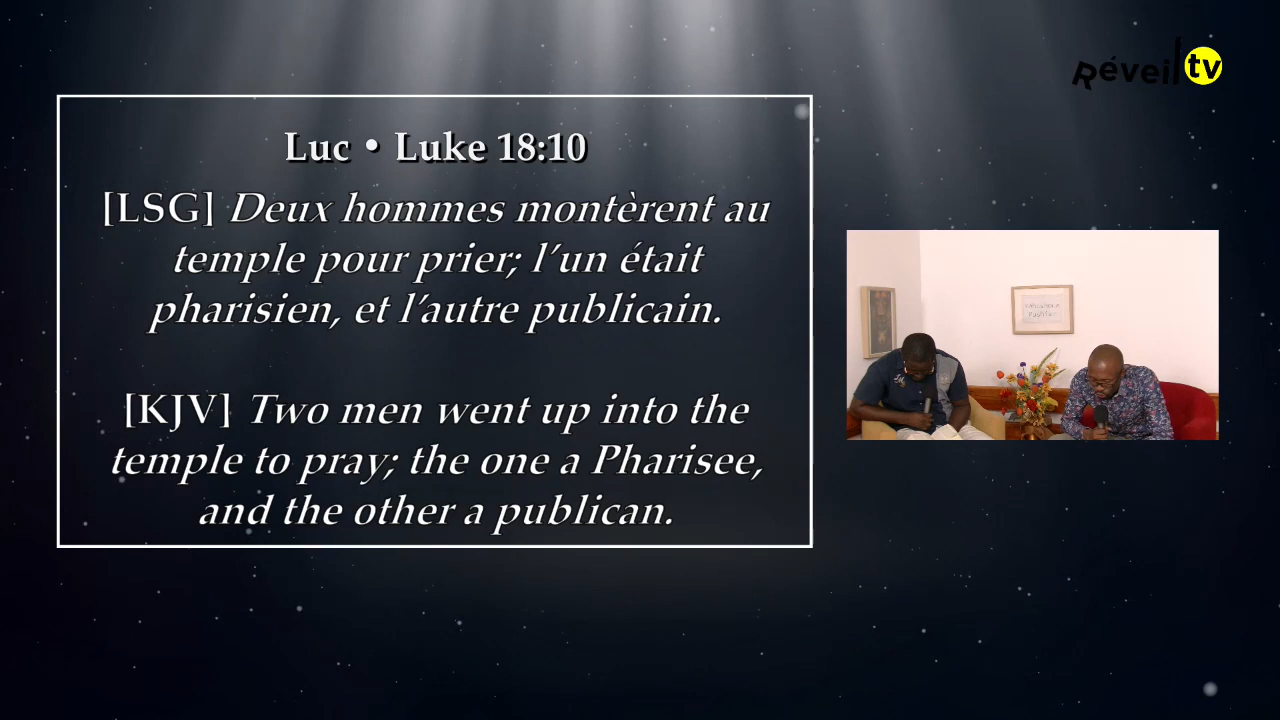 Réveil tv
Luc • Luke 18:10
[LSG] Deux hommes montèrent au
temple pour prier; l’un était
pharisien, et l’autre publicain.
[KJV] Two men went up into the
temple to pray; the one a Pharisee,
and the other a publican.